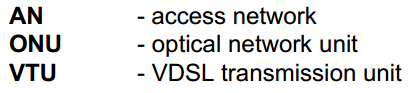 AN - access network
ONU - optical network unit
VTU - VDSL transmission unit